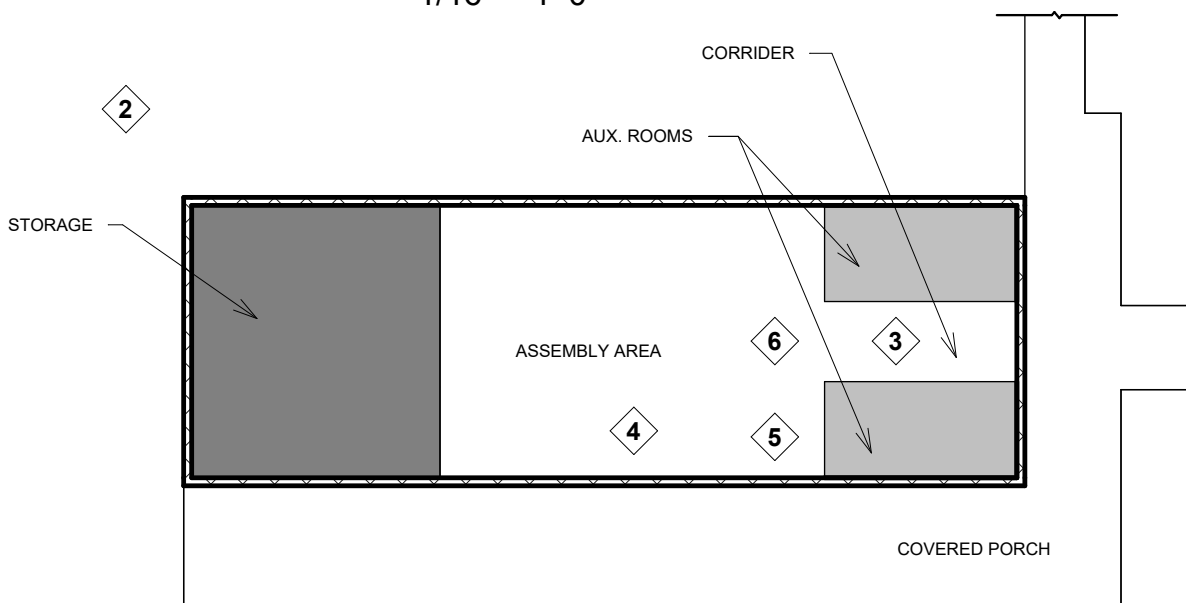 CORRIDER
2
AUX. ROOMS
STORAGE
6
3
ASSEMBLY AREA
4
5
COVERED PORCH